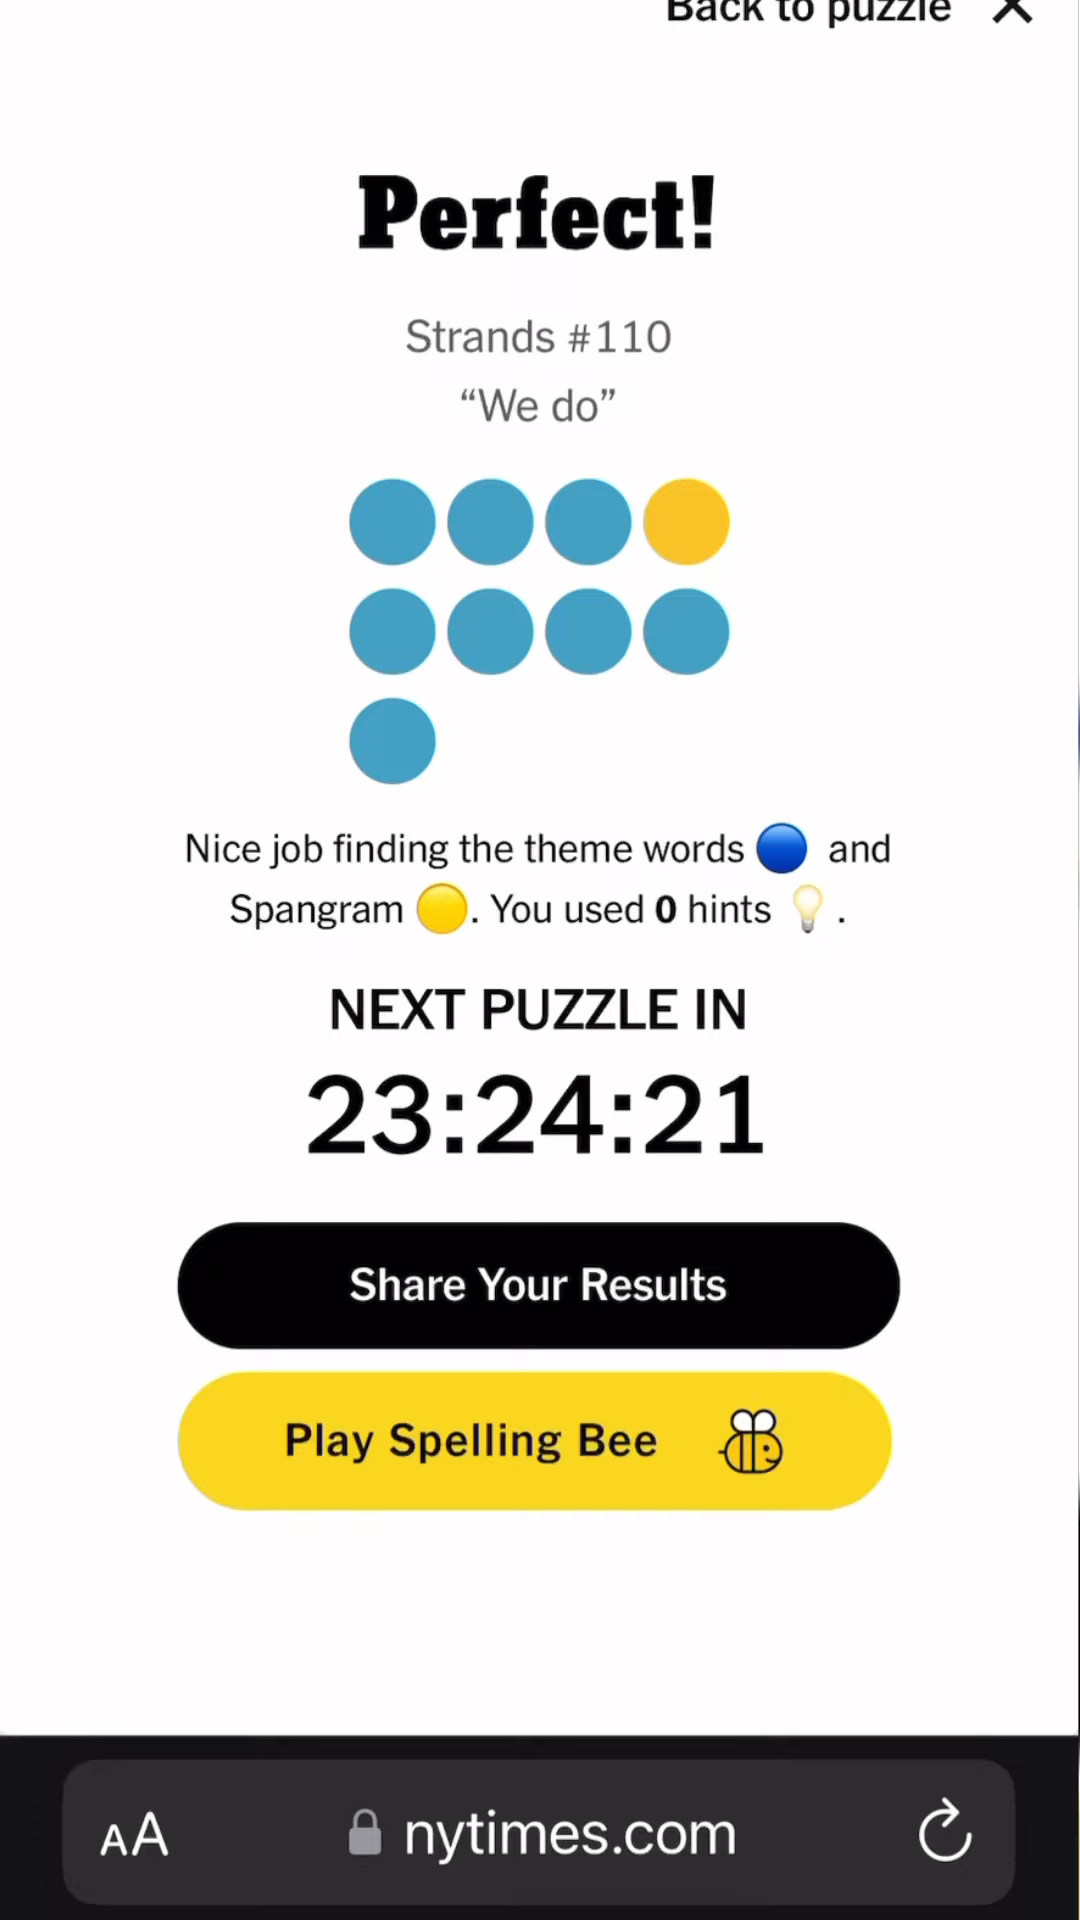 Back to puzzle
Perfect!
Strands #110
“We do”
Nice job finding the theme words 🔵 and
Spangram 🟡. You used 0 hints 💡.
NEXT PUZZLE IN
23:24:21
Share Your Results
Play Spelling Bee
AA nytimes.com